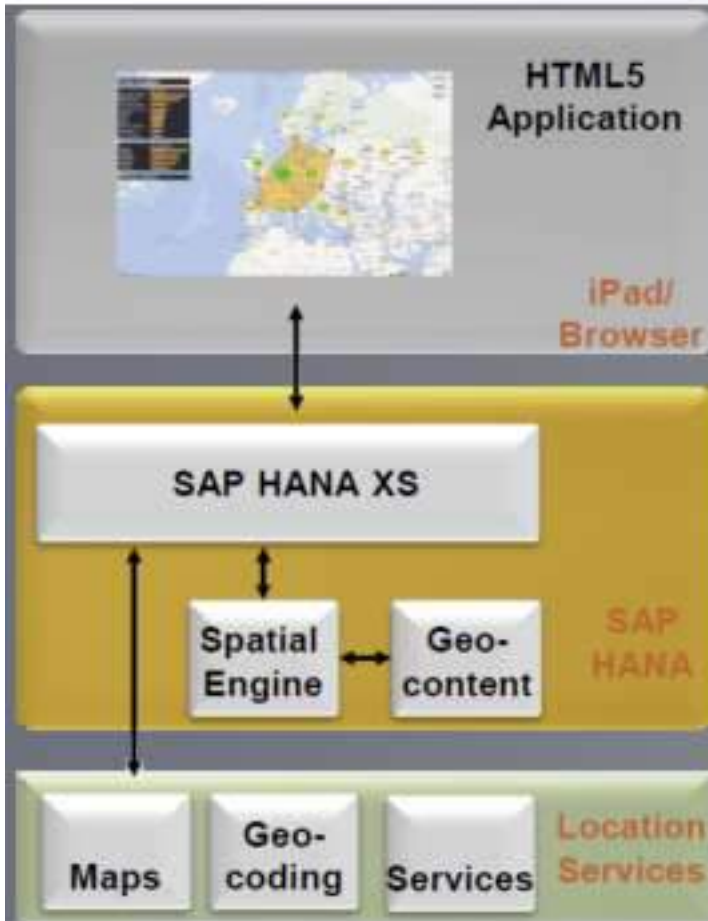 HTML5
Application
iPad/
Browser
SAP HANA XS
Spatial
Engine
Geo-
content
SAP
HANA
Maps
Geo-
coding
Services
Location
Services